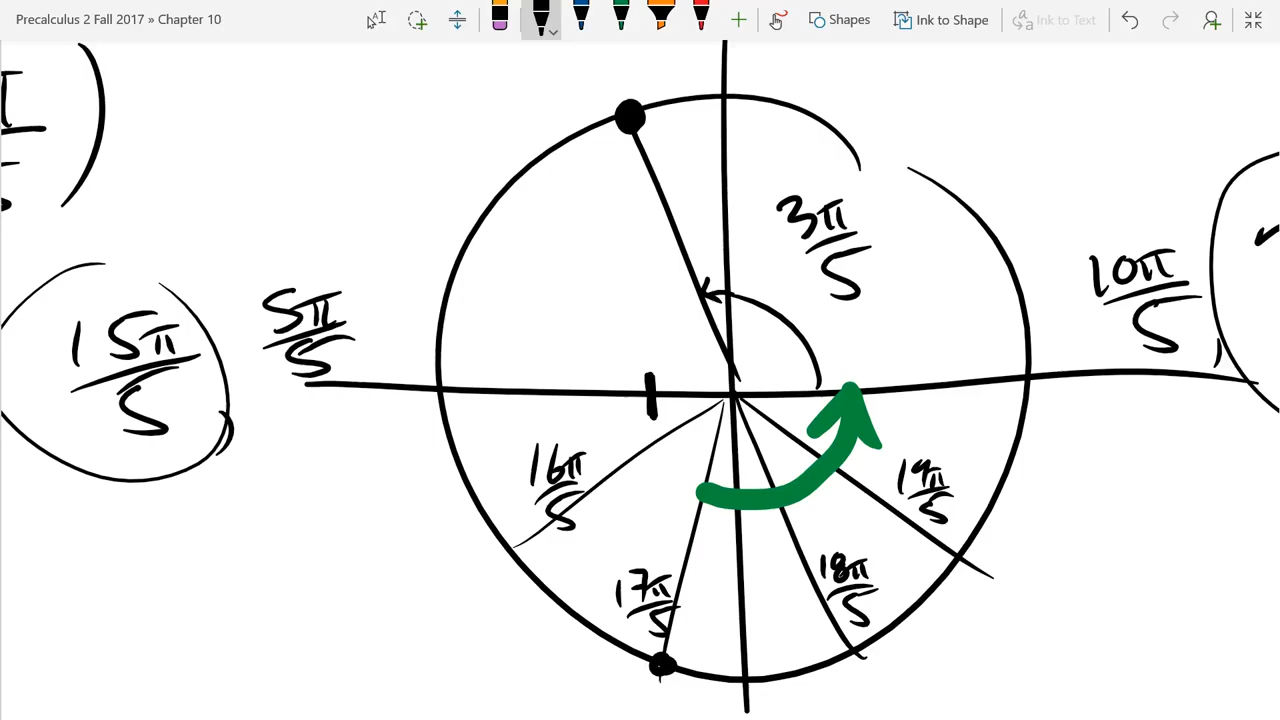 Precalculus 2 Fall 2017 » Chapter 10
Shapes
Ink to Shape
Ink to Text
3π/5
10π/5
5π/5
15π/5
16π/5
19π/5
17π/5
18π/5